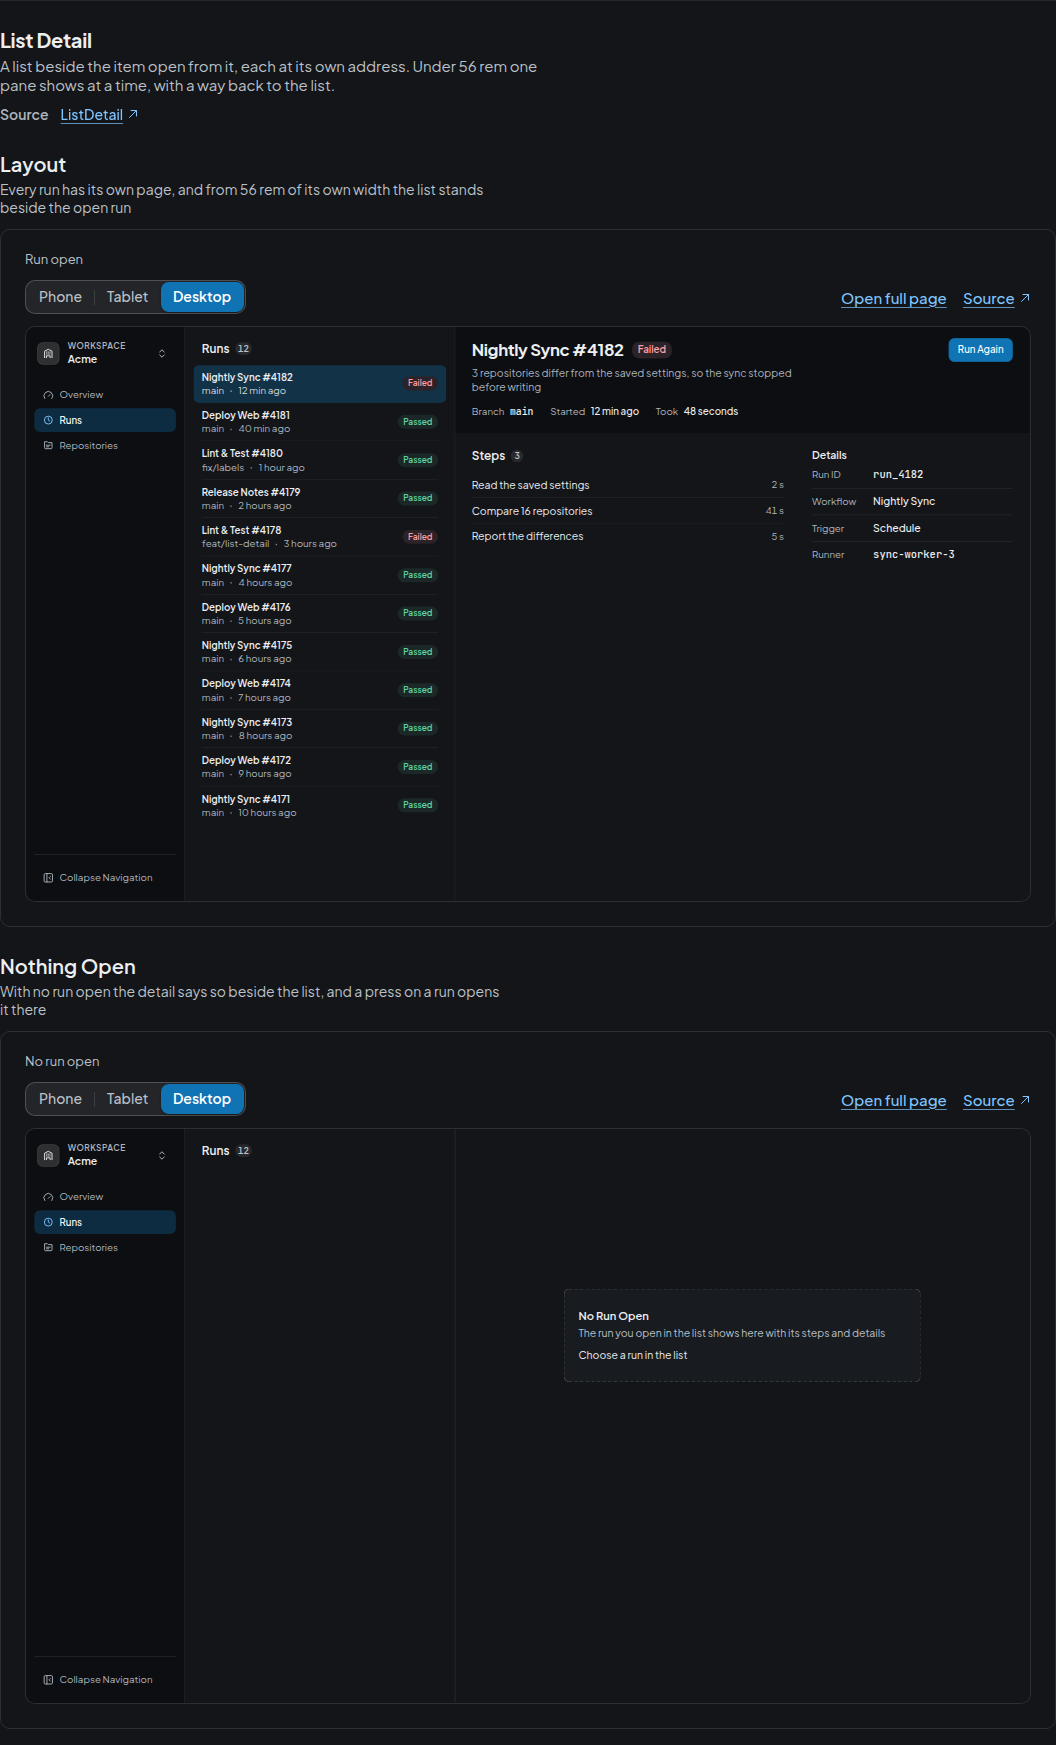 List Detail
A list beside the item open from it, each at its own address. Under 56 rem one
pane shows at a time, with a way back to the list.
Source ListDetail
Layout
Every run has its own page, and from 56 rem of its own width the list stands
beside the open run
Run open
Phone Tablet Desktop
Open full page Source
WORKSPACE
Acme
Overview
Runs
Repositories
Collapse Navigation
Runs 12
Nightly Sync #4182
main · 12 min ago
Failed
Deploy Web #4181
main · 40 min ago
Passed
Lint & Test #4180
fix/labels · 1 hour ago
Passed
Release Notes #4179
main · 2 hours ago
Passed
Lint & Test #4178
feat/list-detail · 3 hours ago
Failed
Nightly Sync #4177
main · 4 hours ago
Passed
Deploy Web #4176
main · 5 hours ago
Passed
Nightly Sync #4175
main · 6 hours ago
Passed
Deploy Web #4174
main · 7 hours ago
Passed
Nightly Sync #4173
main · 8 hours ago
Passed
Deploy Web #4172
main · 9 hours ago
Passed
Nightly Sync #4171
main · 10 hours ago
Passed
Nightly Sync #4182 Failed
Run Again
3 repositories differ from the saved settings, so the sync stopped
before writing
Branch main Started 12 min ago Took 48 seconds
Steps 3
Read the saved settings 2 s
Compare 16 repositories 41 s
Report the differences 5 s
Details
Run ID run_4182
Workflow Nightly Sync
Trigger Schedule
Runner sync-worker-3
Nothing Open
With no run open the detail says so beside the list, and a press on a run opens
it there
No run open
Phone Tablet Desktop
Open full page Source
WORKSPACE
Acme
Overview
Runs
Repositories
Collapse Navigation
Runs 12
No Run Open
The run you open in the list shows here with its steps and details
Choose a run in the list